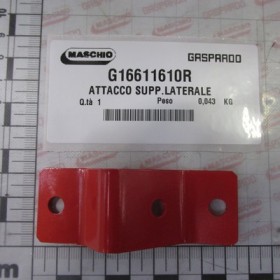 MASCHIO GASPARDO
G16611610R
ATTACCO SUPP.LATERALE
Q.tà 1 Peso 0,043 KG